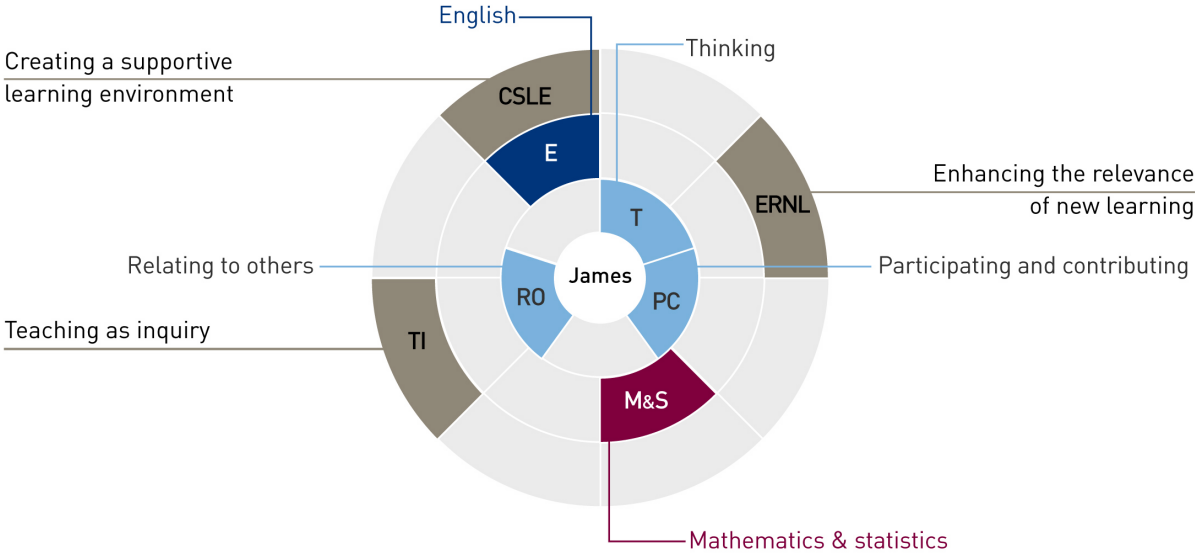 English
Thinking
Creating a supportive
learning environment
CSLE
E
Enhancing the relevance
of new learning
ERNL
T
Relating to others
James
Participating and contributing
RO
PC
Teaching as inquiry
TI
M&S
Mathematics & statistics